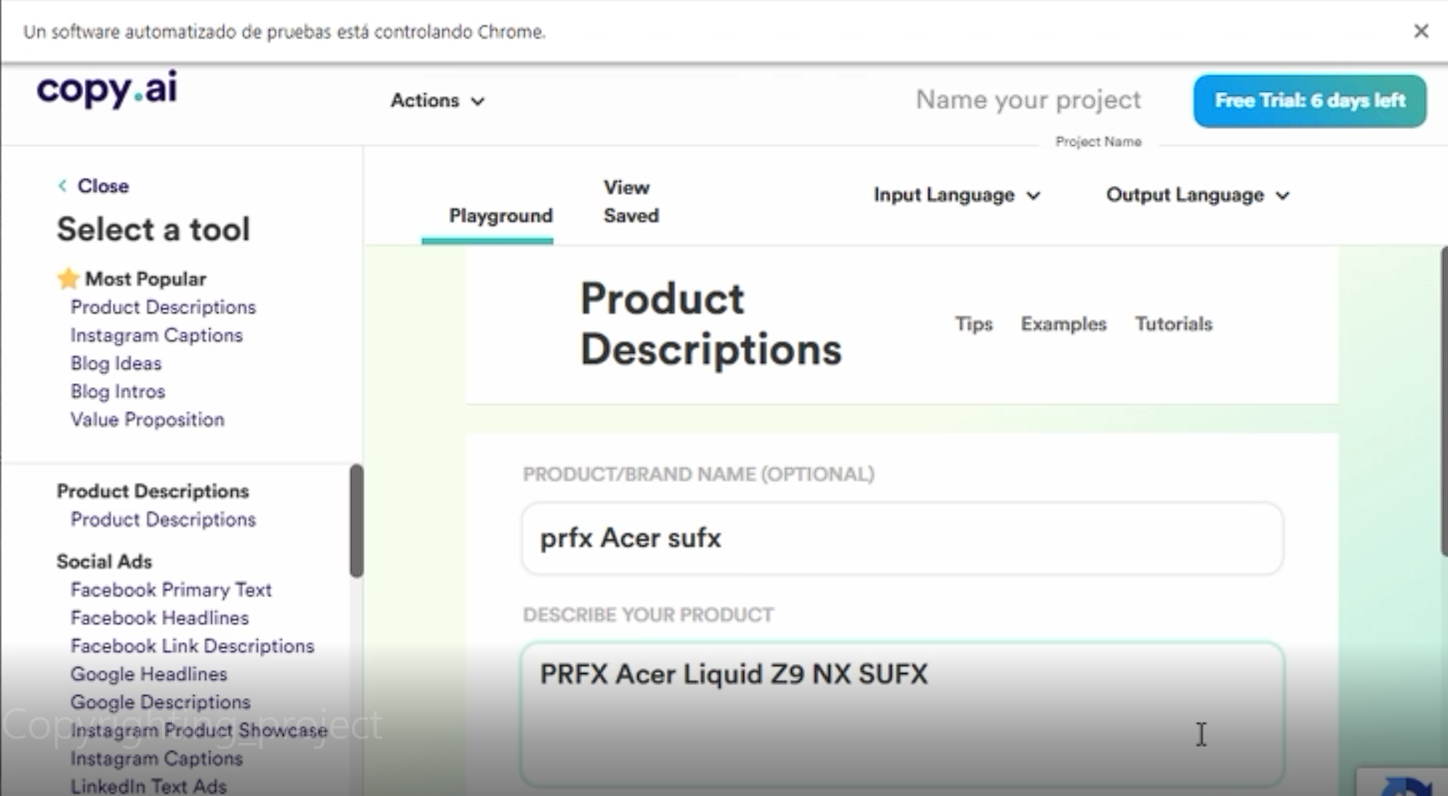 Un software automatizado de pruebas está controlando Chrome.
copy.ai
Actions
Name your project
Free Trial: 6 days left
Project Name
Close
Select a tool
Most Popular
Product Descriptions
Instagram Captions
Blog Ideas
Blog Intros
Value Proposition
Product Descriptions
Product Descriptions
Social Ads
Facebook Primary Text
Facebook Headlines
Facebook Link Descriptions
Google Headlines
Google Descriptions
Instagram Product Showcase
Instagram Captions
LinkedIn Text Ads
Copyrighting_project
Playground
View
Saved
Input Language
Output Language
Product
Descriptions
Tips
Examples
Tutorials
PRODUCT/BRAND NAME (OPTIONAL)
prfx Acer sufx
DESCRIBE YOUR PRODUCT
PRFX Acer Liquid Z9 NX SUFX